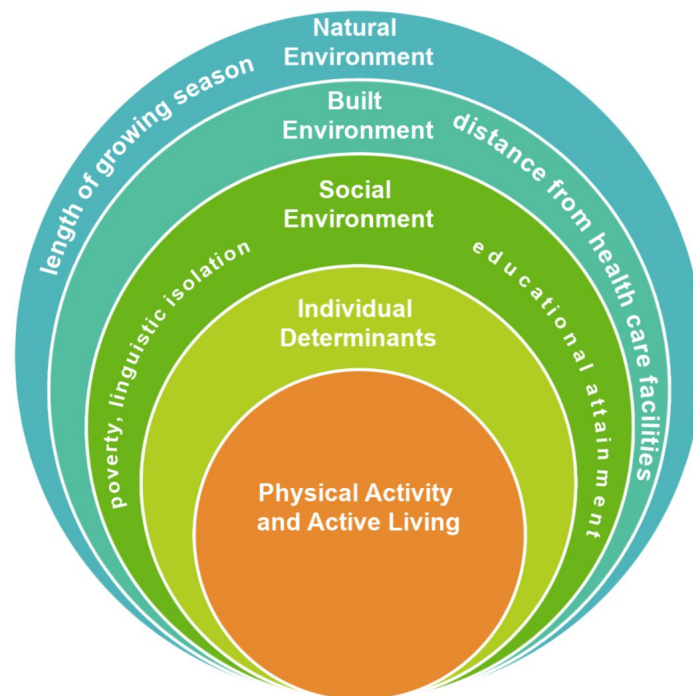 Natural
Environment
length of growing season
Built
Environment
distance from health care facilities
Social
Environment
poverty, linguistic isolation
educational attainment
Individual
Determinants
Physical Activity
and Active Living